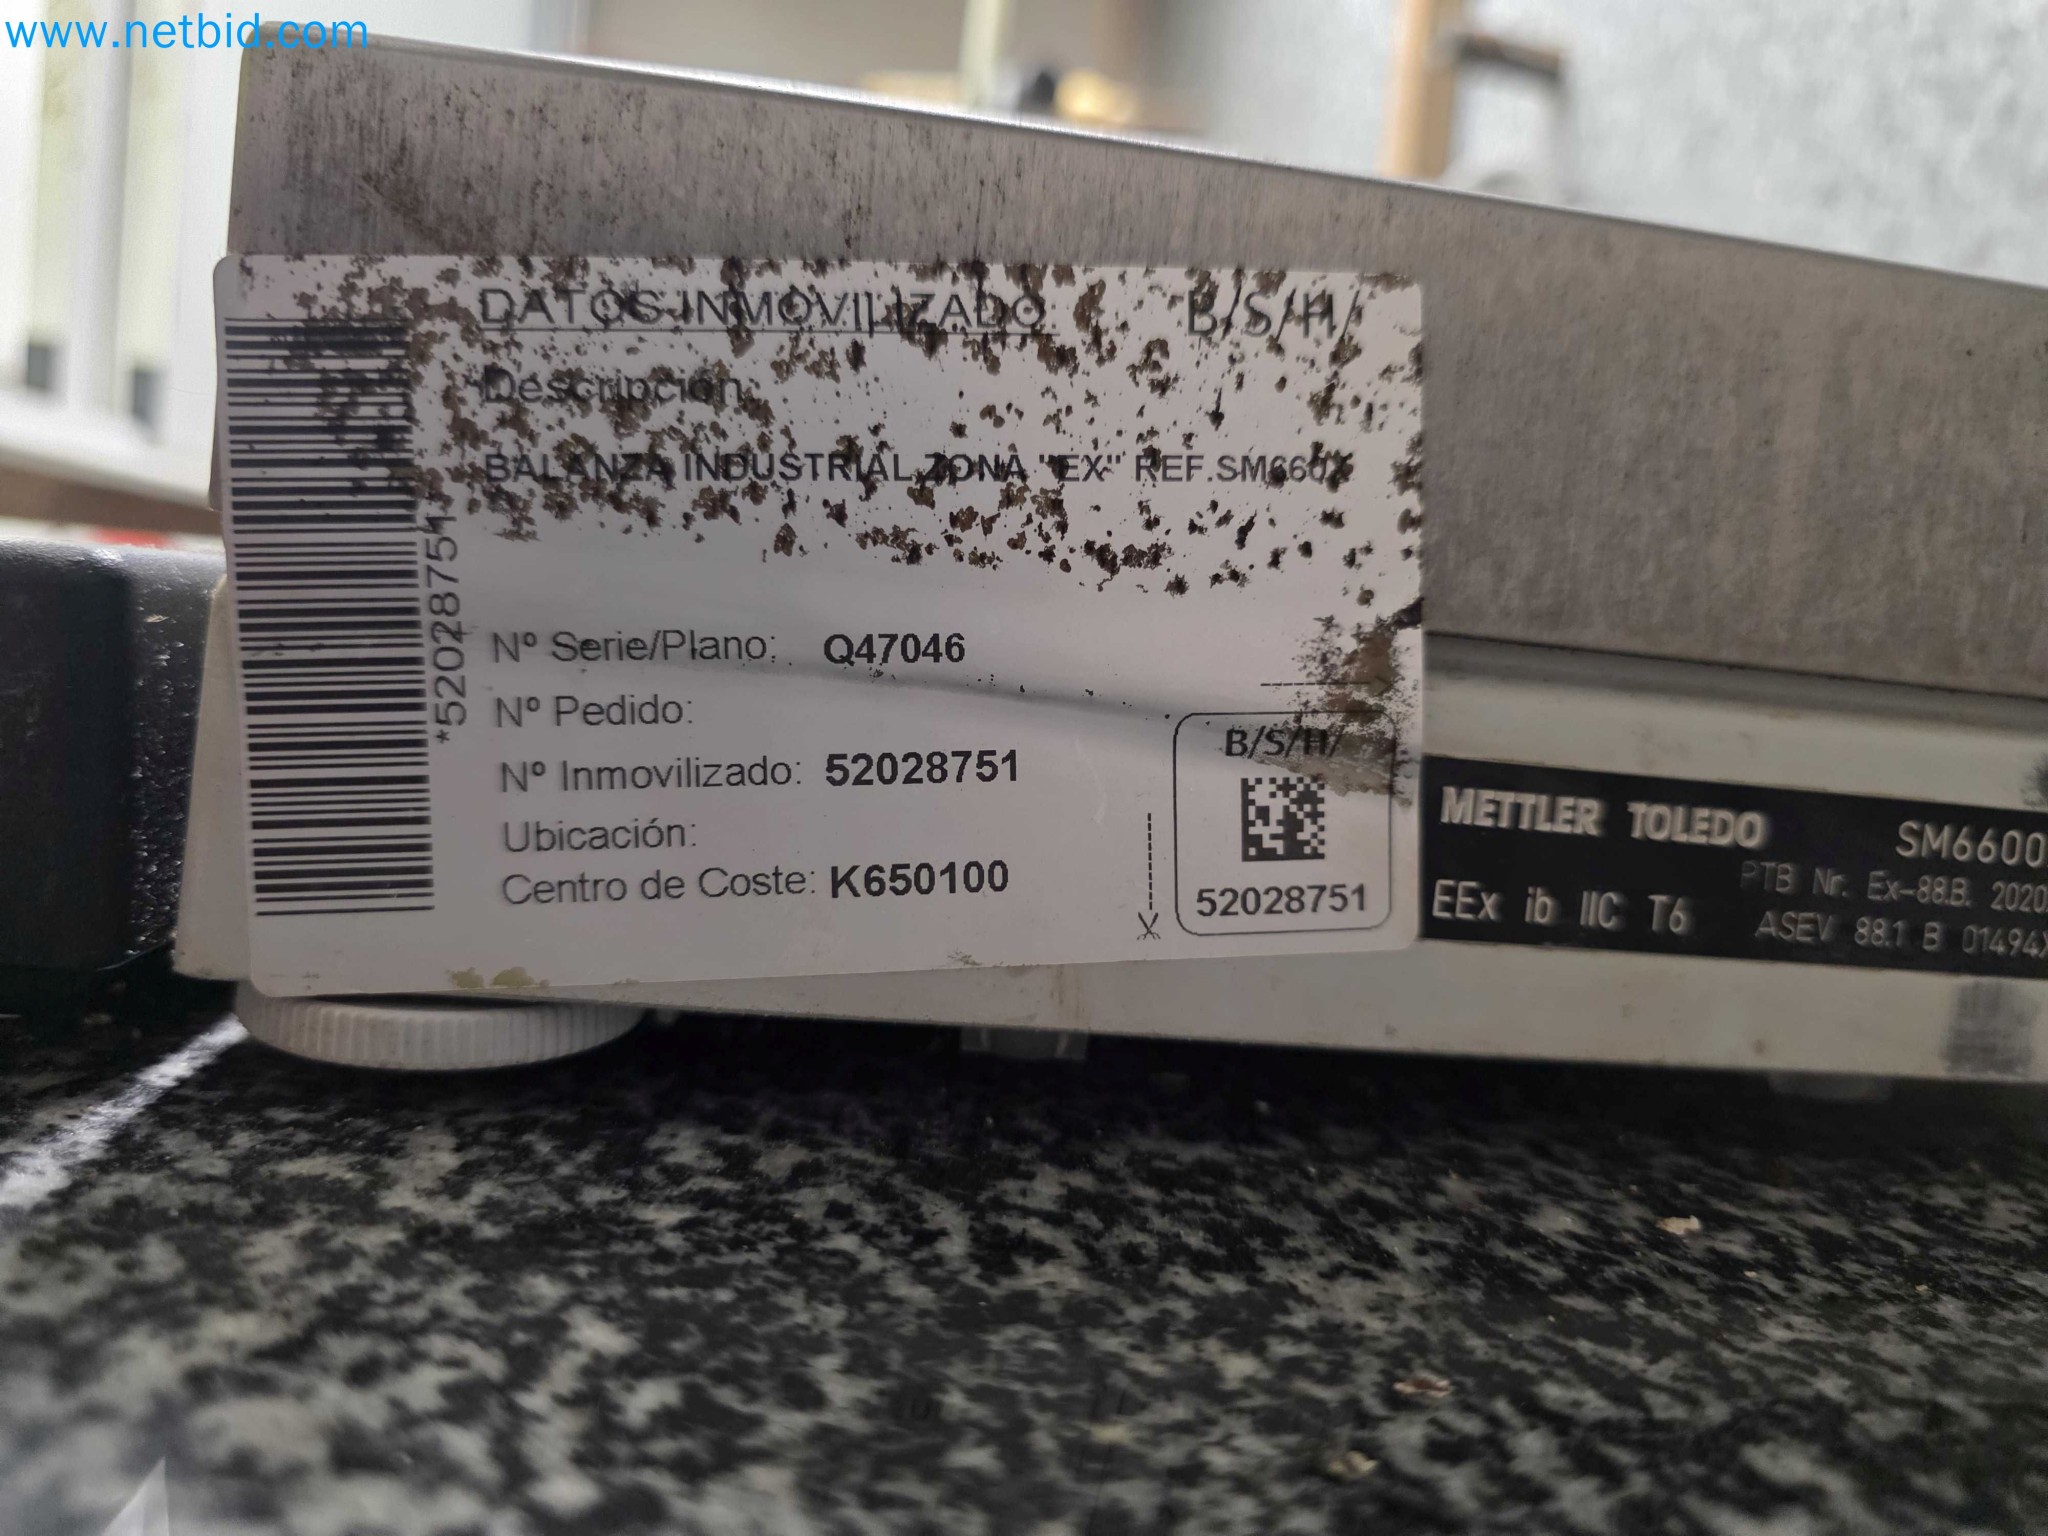 www.netbid.com
DATOS INMOVILIZADO B/S/H/
Descripción:
BALANZA INDUSTRIAL ZONA "EX" REF.SM660X
*52028751*
Nº Serie/Plano: Q47046
Nº Pedido:
Nº Inmovilizado: 52028751
Ubicación:
Centro de Coste: K650100
B/S/H/
52028751
METTLER TOLEDO SM6600
PTB Nr. Ex-88.B. 2020
EEx ib IIC T6 ASEV 88.1 B 01494X